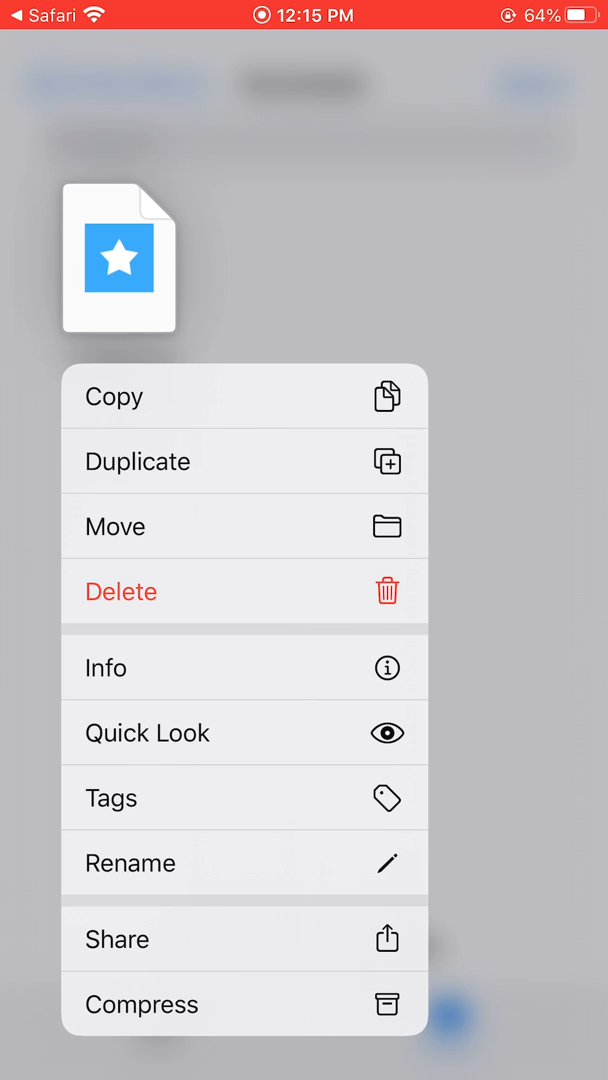 Safari 12:15 PM 64%
Copy
Duplicate
Move
Delete
Info
Quick Look
Tags
Rename
Share
Compress